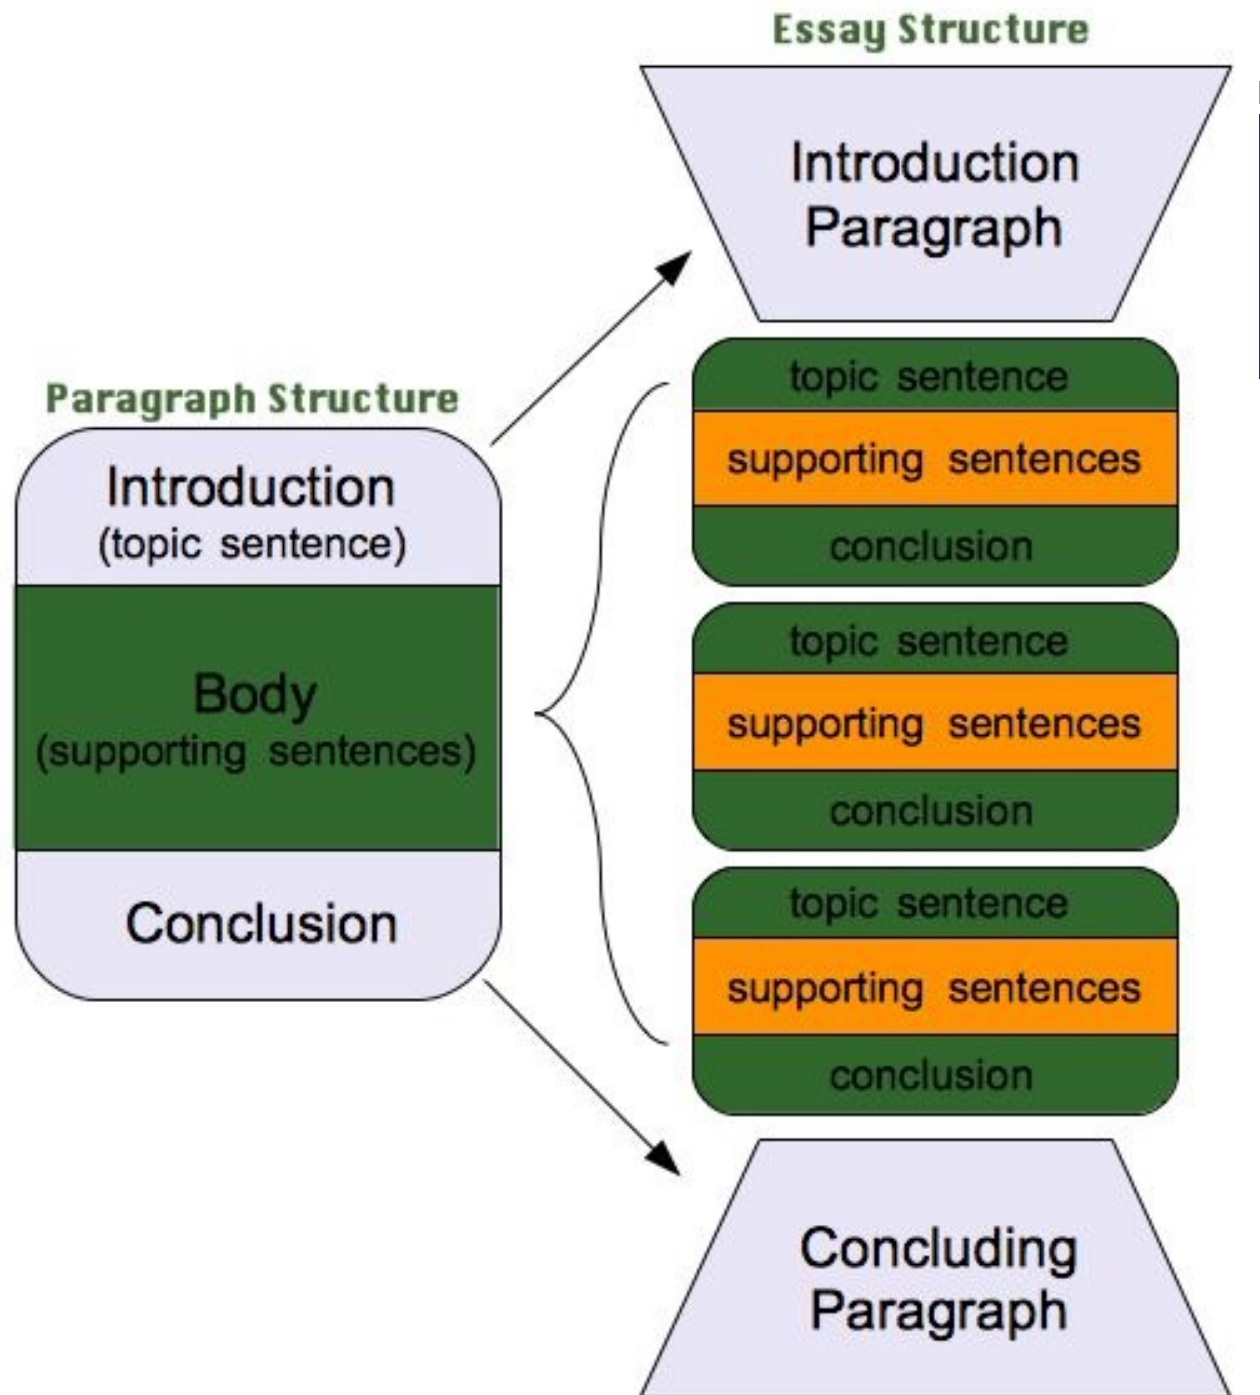 Essay Structure
Introduction
Paragraph
Paragraph Structure
Introduction
(topic sentence)
Body
(supporting sentences)
Conclusion
topic sentence
supporting sentences
conclusion
topic sentence
supporting sentences
conclusion
topic sentence
supporting sentences
conclusion
Concluding
Paragraph